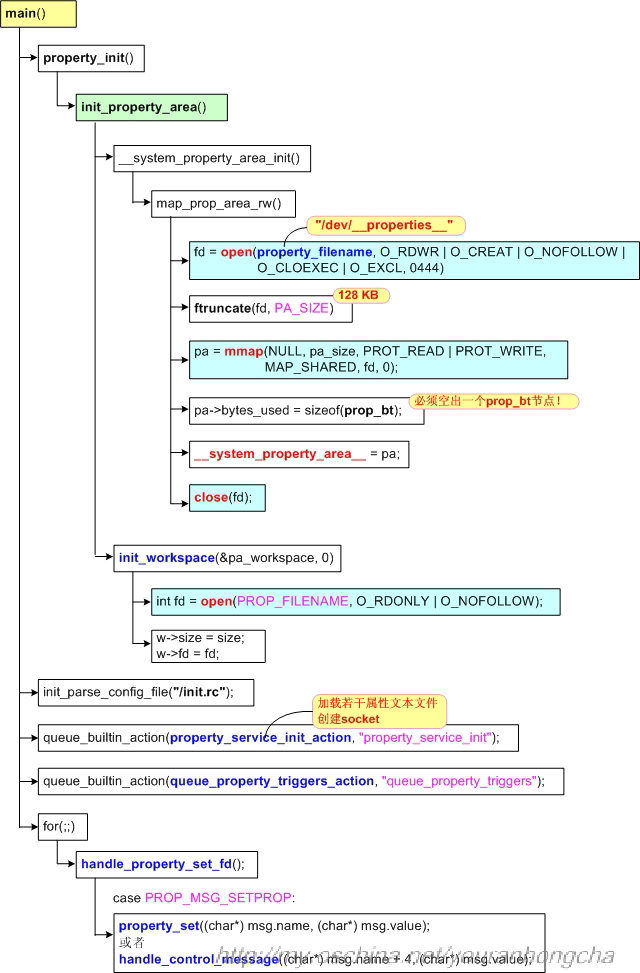 main()
property_init()
init_property_area()
__system_property_area_init()
map_prop_area_rw()
"/dev/__properties__"
fd = open(property_filename, O_RDWR | O_CREAT | O_NOFOLLOW |
O_CLOEXEC | O_EXCL, 0444)
128 KB
ftruncate(fd, PA_SIZE)
pa = mmap(NULL, pa_size, PROT_READ | PROT_WRITE,
MAP_SHARED, fd, 0);
必须空出一个prop_bt节点！
pa->bytes_used = sizeof(prop_bt);
__system_property_area__ = pa;
close(fd);
init_workspace(&pa_workspace, 0)
int fd = open(PROP_FILENAME, O_RDONLY | O_NOFOLLOW);
w->size = size;
w->fd = fd;
init_parse_config_file("/init.rc");
加载若干属性文本文件
创建socket
queue_builtin_action(property_service_init_action, "property_service_init");
queue_builtin_action(queue_property_triggers_action, "queue_property_triggers");
for(;;)
handle_property_set_fd();
case PROP_MSG_SETPROP:
property_set((char*) msg.name, (char*) msg.value);
或者
handle_control_message((char*) msg.name + 4, (char*) msg.value);
http://my.oschina.net/youranhongcha